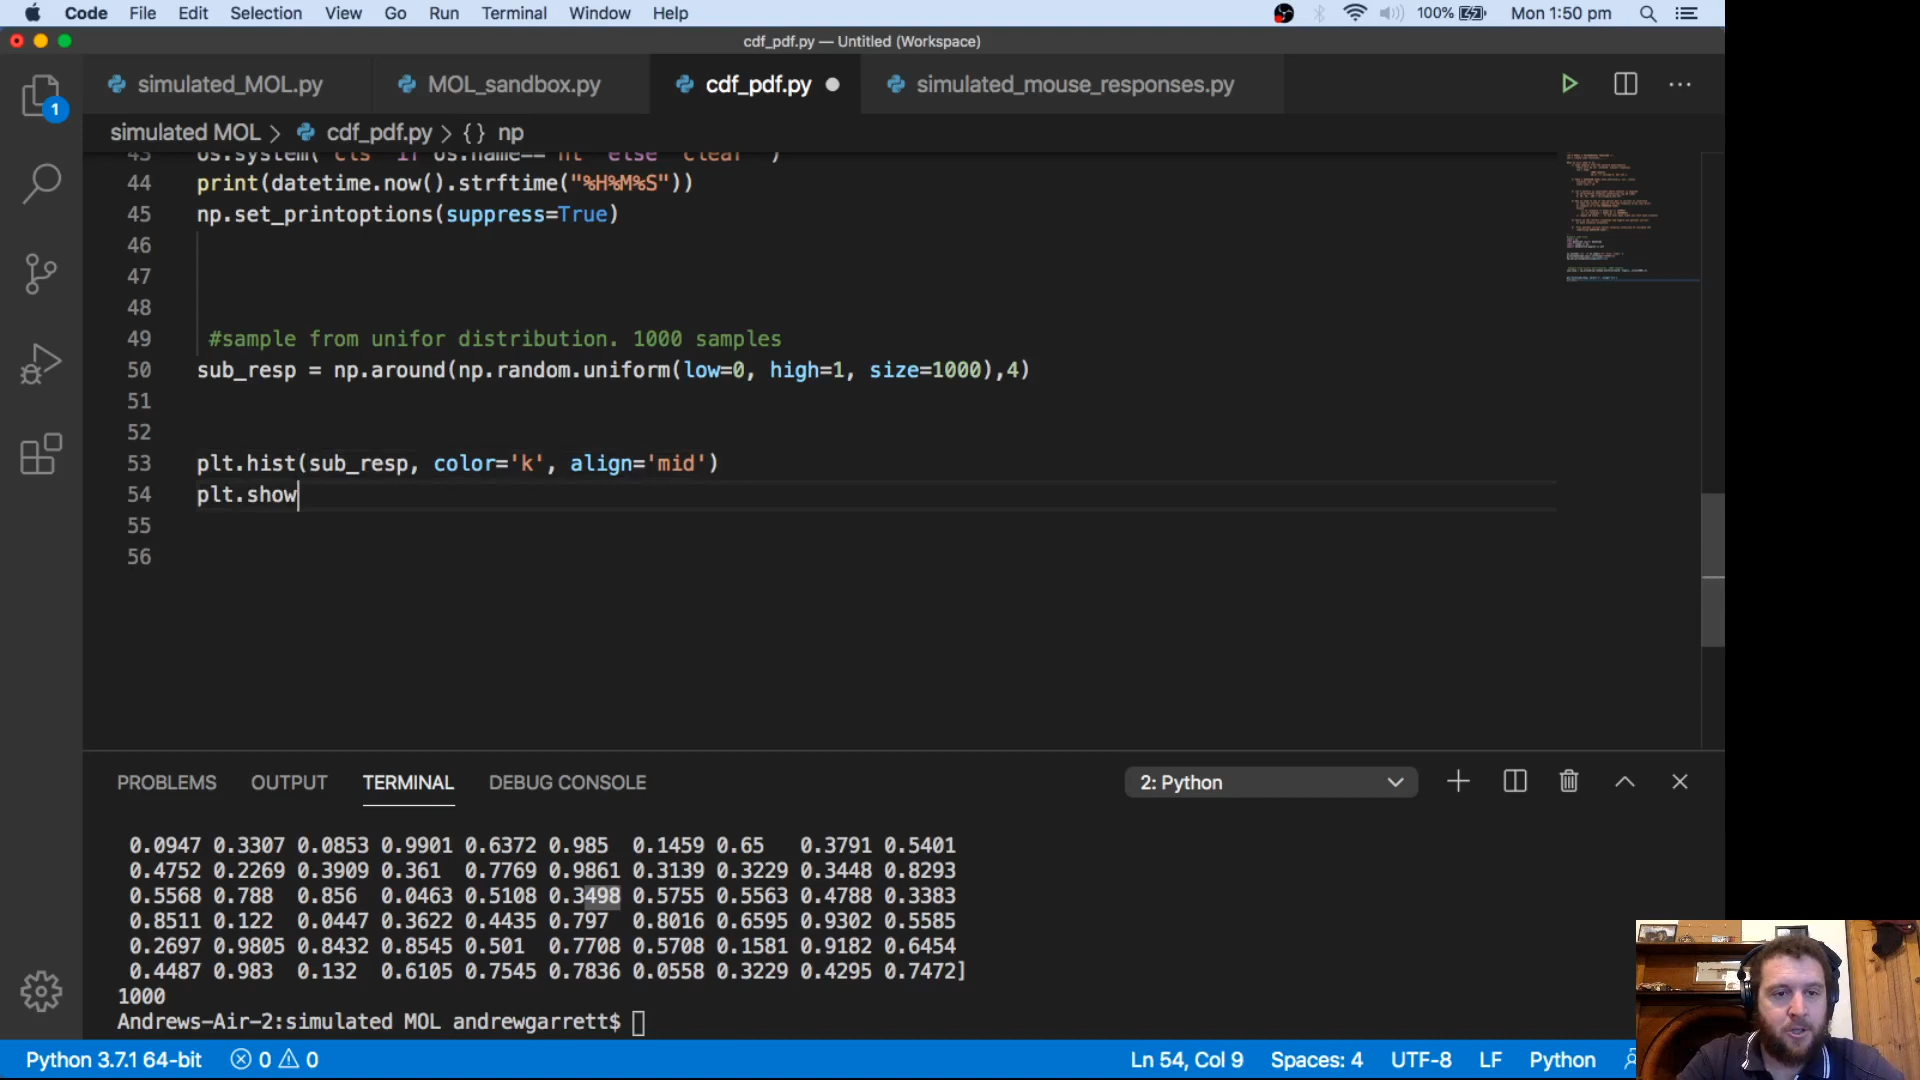 Code File Edit Selection View Go Run Terminal Window Help 100% Mon 1:50 pm
cdf_pdf.py — Untitled (Workspace)
1
simulated_MOL.py MOL_sandbox.py cdf_pdf.py simulated_mouse_responses.py
simulated MOL > cdf_pdf.py > {} np
43 os.system( 'cls' if os.name== 'nt' else 'clear' )
44 print(datetime.now().strftime("%H%M%S"))
45 np.set_printoptions(suppress=True)
46
47
48
49 #sample from unifor distribution. 1000 samples
50 sub_resp = np.around(np.random.uniform(low=0, high=1, size=1000),4)
51
52
53 plt.hist(sub_resp, color='k', align='mid')
54 plt.show
55
56
PROBLEMS OUTPUT TERMINAL DEBUG CONSOLE 2: Python
0.0947 0.3307 0.0853 0.9901 0.6372 0.985 0.1459 0.65 0.3791 0.5401
0.4752 0.2269 0.3909 0.361 0.7769 0.9861 0.3139 0.3229 0.3448 0.8293
0.5568 0.788 0.856 0.0463 0.5108 0.3498 0.5755 0.5563 0.4788 0.3383
0.8511 0.122 0.0447 0.3622 0.4435 0.797 0.8016 0.6595 0.9302 0.5585
0.2697 0.9805 0.8432 0.8545 0.501 0.7708 0.5708 0.1581 0.9182 0.6454
0.4487 0.983 0.132 0.6105 0.7545 0.7836 0.0558 0.3229 0.4295 0.7472]
1000
Andrews-Air-2:simulated MOL andrewgarrett$
Python 3.7.1 64-bit 0 0 Ln 54, Col 9 Spaces: 4 UTF-8 LF Python